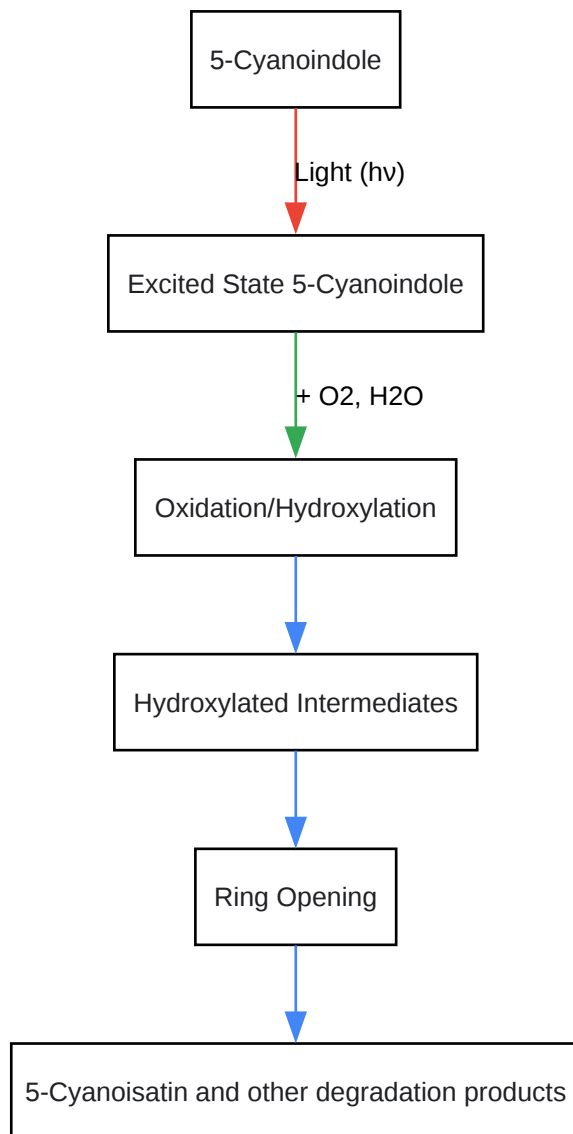 5-Cyanoindole
Light (hν)
Excited State 5-Cyanoindole
+ O2, H2O
Oxidation/Hydroxylation
Hydroxylated Intermediates
Ring Opening
5-Cyanoisatin and other degradation products